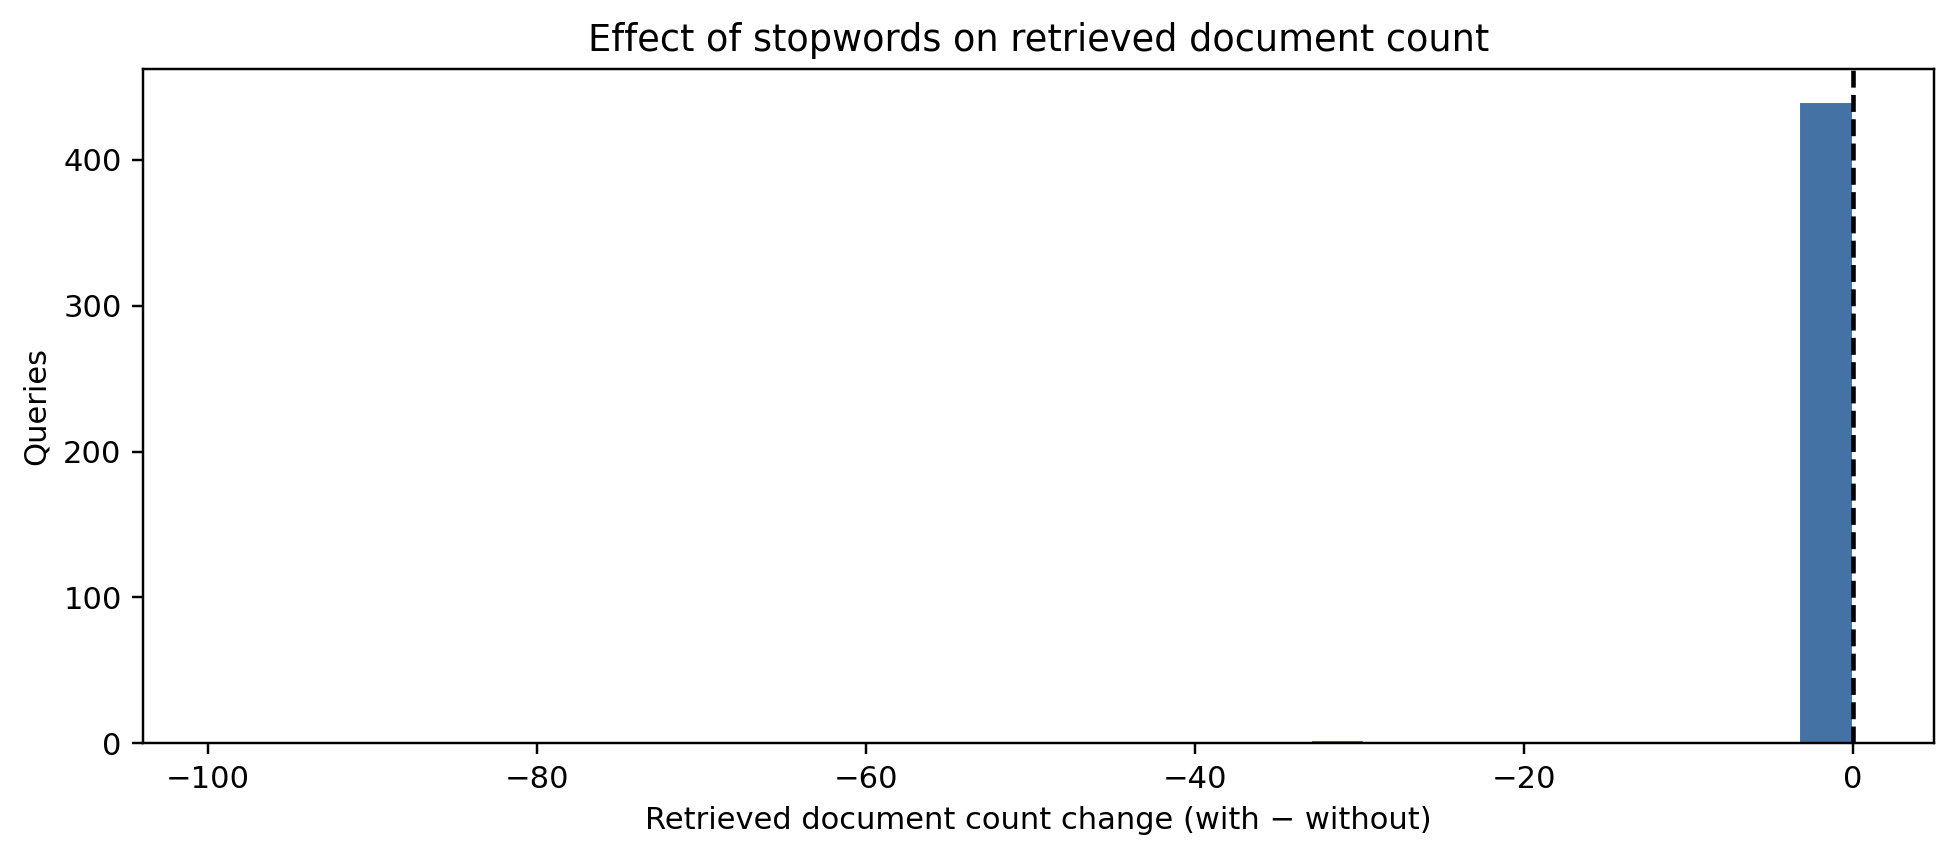 Effect of stopwords on retrieved document count
Queries
400
300
200
100
0
−100 −80 −60 −40 −20 0
Retrieved document count change (with − without)